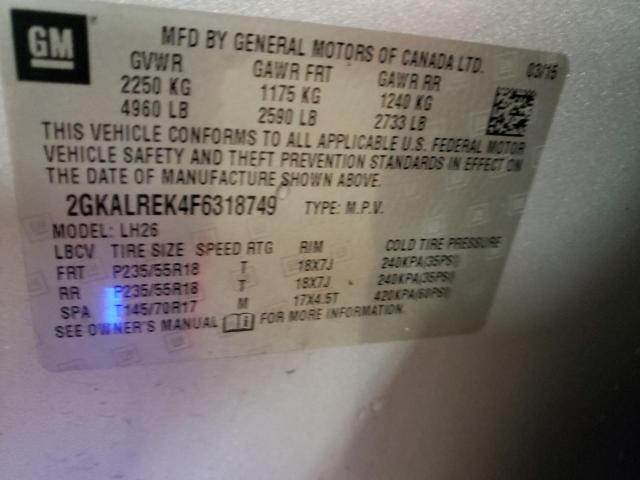 GM
MFD BY GENERAL MOTORS OF CANADA LTD. 03/15
GVWR GAWR FRT GAWR RR
2250 KG 1175 KG 1240 KG
4960 LB 2590 LB 2733 LB
THIS VEHICLE CONFORMS TO ALL APPLICABLE U.S. FEDERAL MOTOR
VEHICLE SAFETY AND THEFT PREVENTION STANDARDS IN EFFECT ON
THE DATE OF MANUFACTURE SHOWN ABOVE.
2GKALREK4F6318749 TYPE: M.P.V.
MODEL: LH26
LBCV TIRE SIZE SPEED RTG RIM COLD TIRE PRESSURE
FRT P235/55R18 T 18X7J 240KPA(35PSI)
RR P235/55R18 T 18X7J 240KPA(35PSI)
SPA T145/70R17 M 17X4.5T 420KPA(60PSI)
SEE OWNER'S MANUAL FOR MORE INFORMATION.